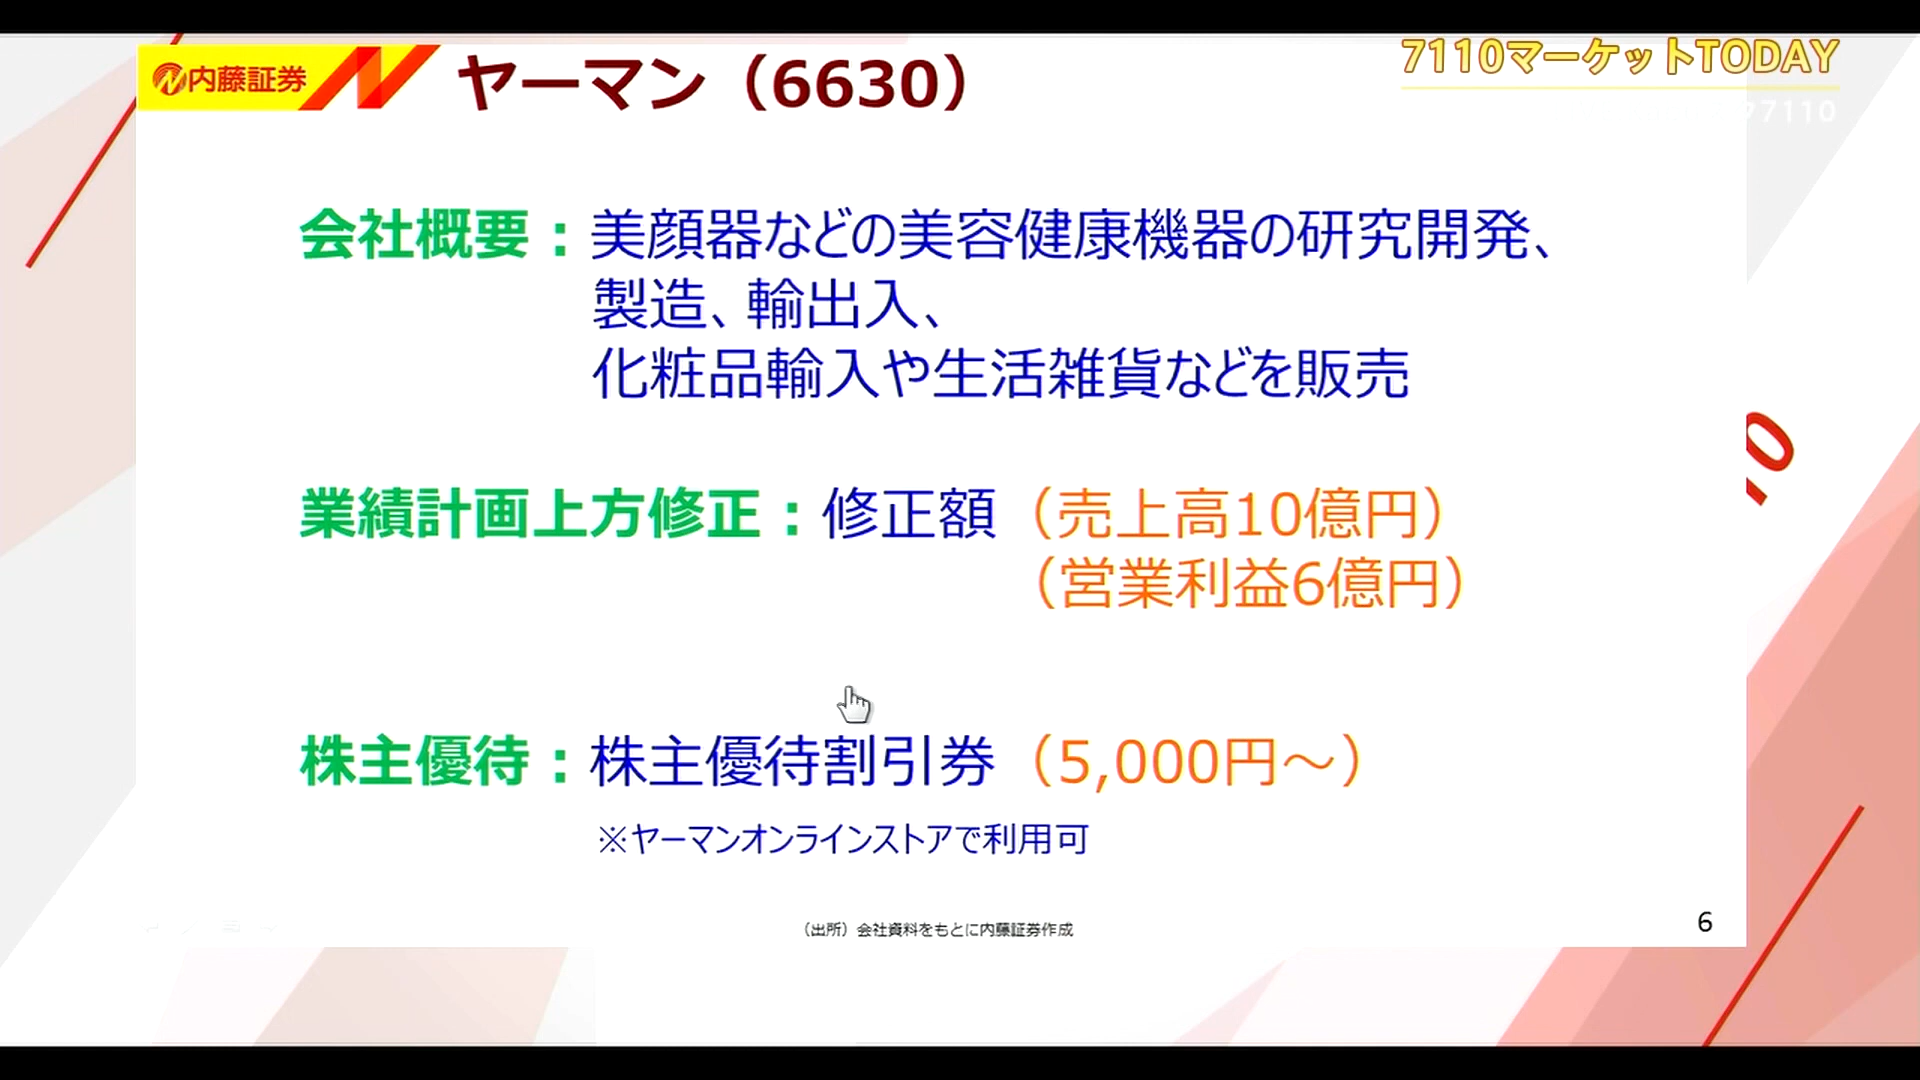 内藤証券
ヤーマン（6630）
7110マーケットTODAY
7110
会社概要：美顔器などの美容健康機器の研究開発、
製造、輸出入、
化粧品輸入や生活雑貨などを販売
業績計画上方修正：修正額（売上高10億円）
（営業利益6億円）
株主優待：株主優待割引券（5,000円～）
※ヤーマンオンラインストアで利用可
（出所）会社資料をもとに内藤証券作成
6